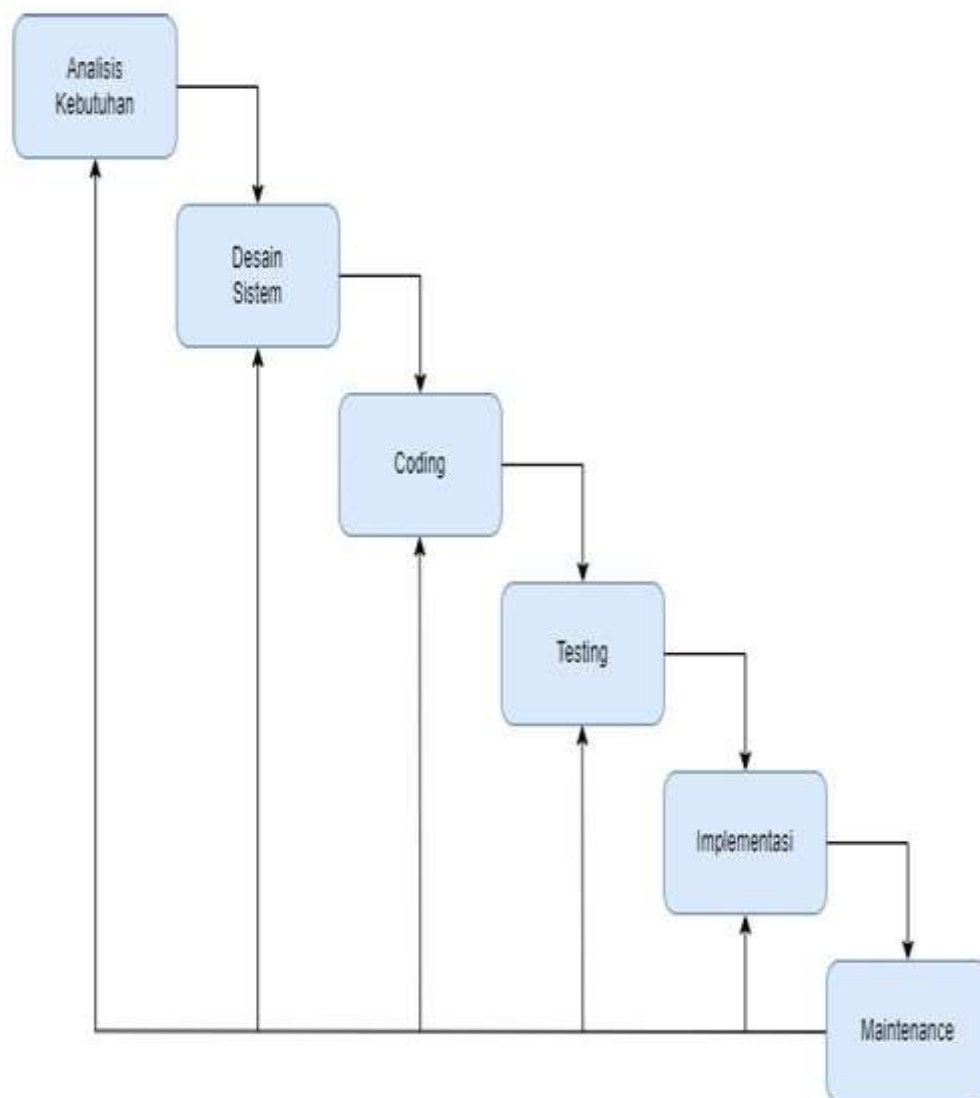 Analisis
Kebutuhan
Desain
Sistem
Coding
Testing
Implementasi
Maintenance